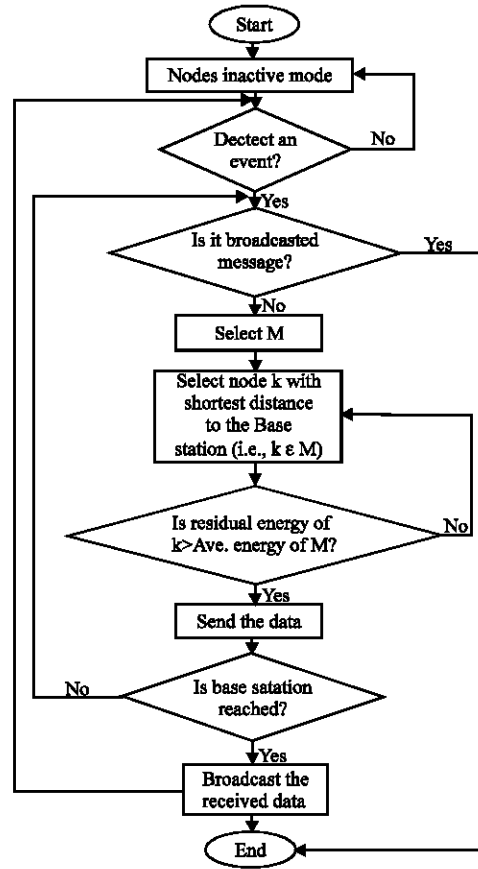 Start
Nodes inactive mode
No
Dectect an
event?
Yes
Is it broadcasted
message?
Yes
No
Select M
Select node k with
shortest distance
to the Base
station (i.e., k ε M)
Is residual energy of
k>Ave. energy of M?
No
Yes
Send the data
Is base satation
reached?
No
Yes
Broadcast the
received data
End